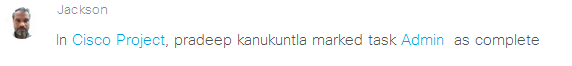 Jackson
In Cisco Project, pradeep kanukuntla marked task Admin as complete